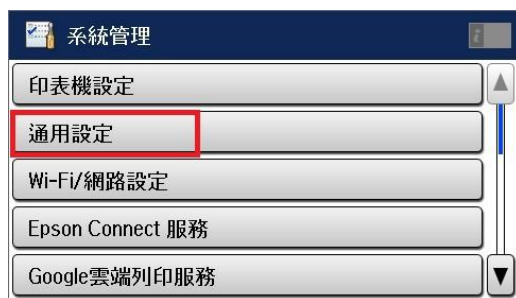 系統管理
印表機設定
通用設定
Wi-Fi/網路設定
Epson Connect 服務
Google雲端列印服務